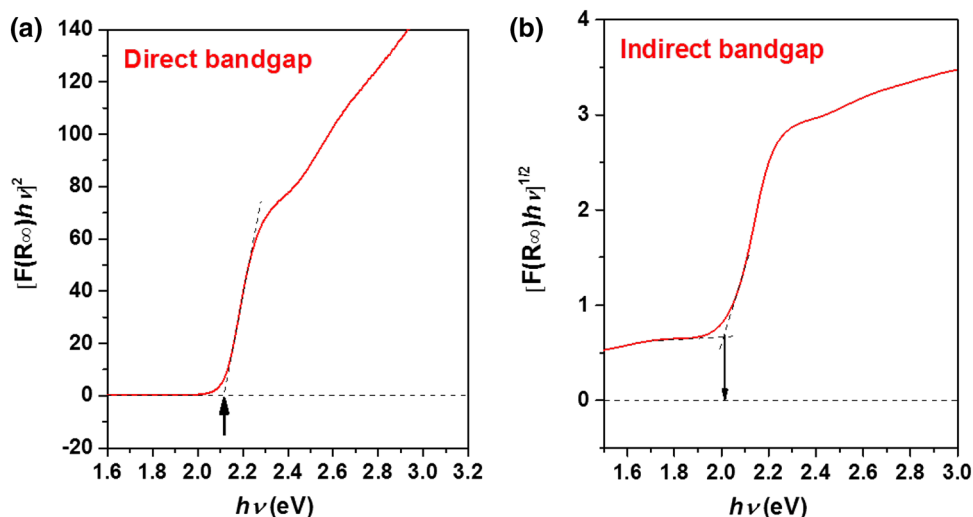 (a)
Direct bandgap
[F(R∞)hν]²
140
120
100
80
60
40
20
0
-20
1.6 2.0 2.2 2.4 2.6 2.8 3.0 3.2
hν (eV)
(b)
Indirect bandgap
[F(R∞)hν]^1/2
4
3
2
1
0
1.6 1.8 2.0 2.2 2.4 2.6 2.8 3.0
hν (eV)